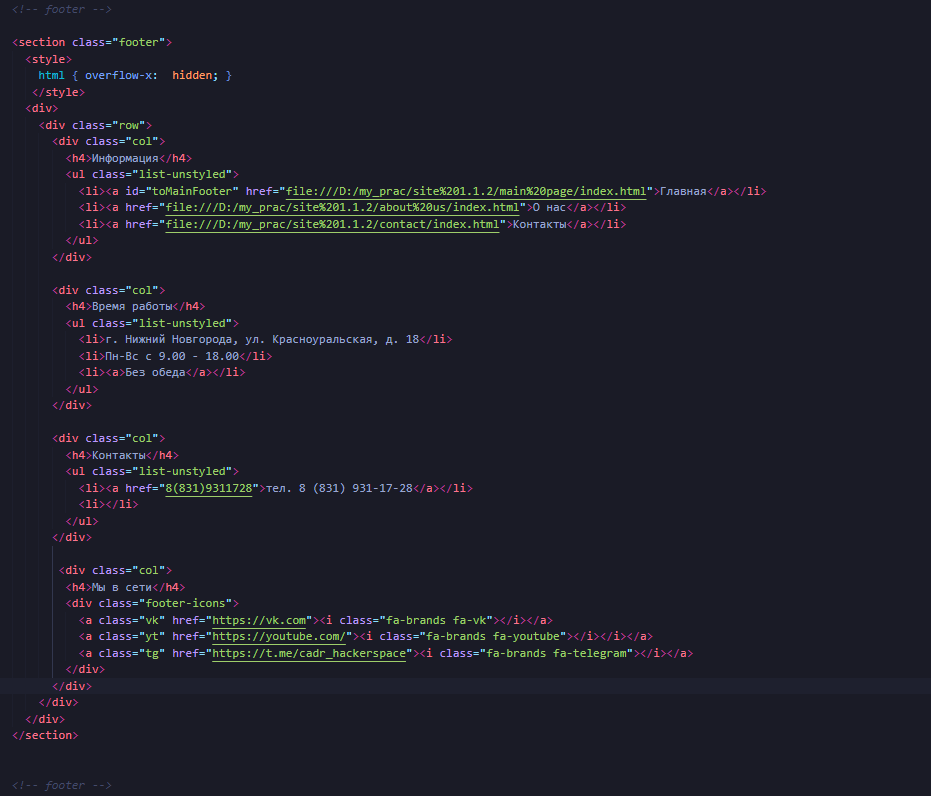 <!-- footer -->
<section class="footer">
<style>
html { overflow-x:  hidden; }
</style>
<div>
<div class="row">
<div class="col">
<h4>Информация</h4>
<ul class="list-unstyled">
<li><a id="toMainFooter" href="file:///D:/my_prac/site%201.1.2/main%20page/index.html">Главная</a></li>
<li><a href="file:///D:/my_prac/site%201.1.2/about%20us/index.html">О нас</a></li>
<li><a href="file:///D:/my_prac/site%201.1.2/contact/index.html">Контакты</a></li>
</ul>
</div>
<div class="col">
<h4>Время работы</h4>
<ul class="list-unstyled">
<li>г. Нижний Новгорода, ул. Красноуральская, д. 18</li>
<li>Пн-Вс с 9.00 - 18.00</li>
<li><a>Без обеда</a></li>
</ul>
</div>
<div class="col">
<h4>Контакты</h4>
<ul class="list-unstyled">
<li><a href="8(831)9311728">тел. 8 (831) 931-17-28</a></li>
<li></li>
</ul>
</div>
<div class="col">
<h4>Мы в сети</h4>
<div class="footer-icons">
<a class="vk" href="https://vk.com"><i class="fa-brands fa-vk"></i></a>
<a class="yt" href="https://youtube.com/"><i class="fa-brands fa-youtube"></i></i></a>
<a class="tg" href="https://t.me/cadr_hackerspace"><i class="fa-brands fa-telegram"></i></a>
</div>
</div>
</div>
</div>
</section>
<!-- footer -->